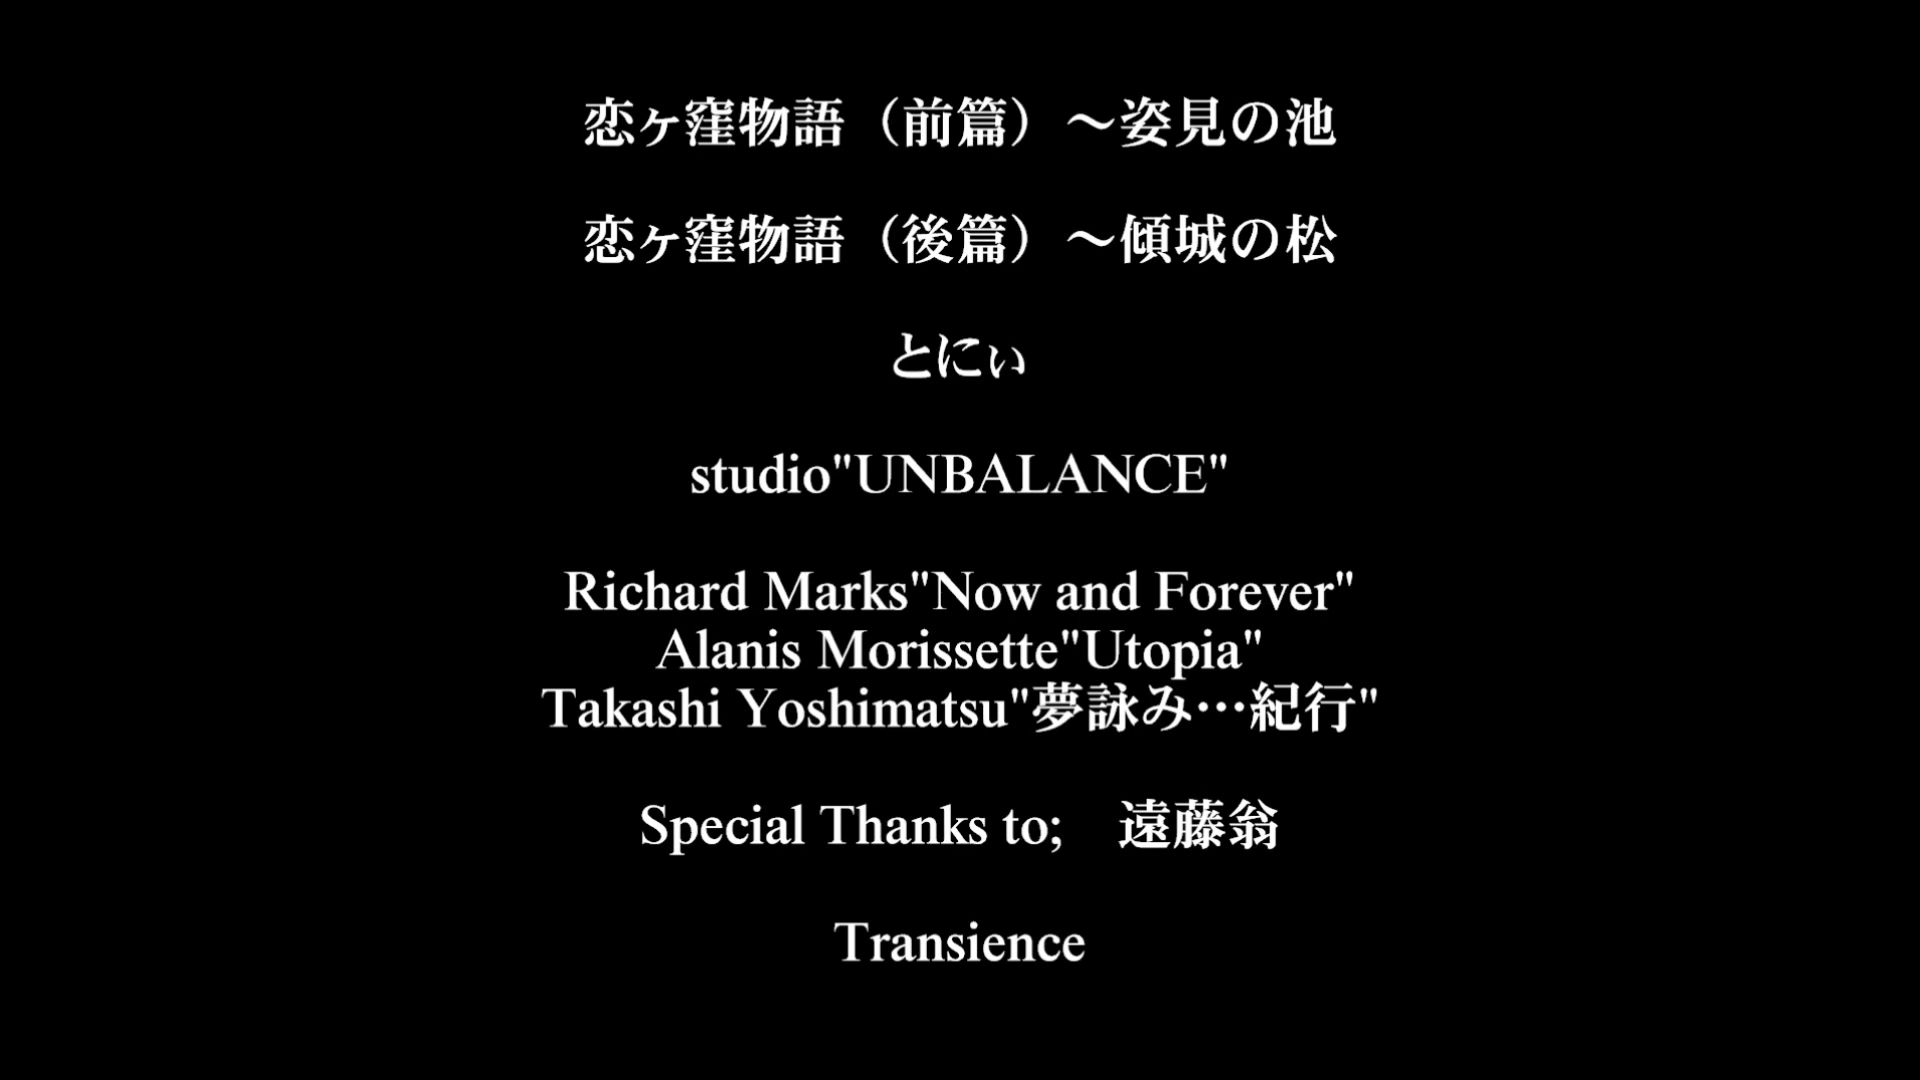 恋ヶ窪物語（前篇）～姿見の池
恋ヶ窪物語（後篇）～傾城の松
とにぃ
studio"UNBALANCE"
Richard Marks"Now and Forever"
Alanis Morissette"Utopia"
Takashi Yoshimatsu"夢詠み…紀行"
Special Thanks to;　遠藤翁
Transience